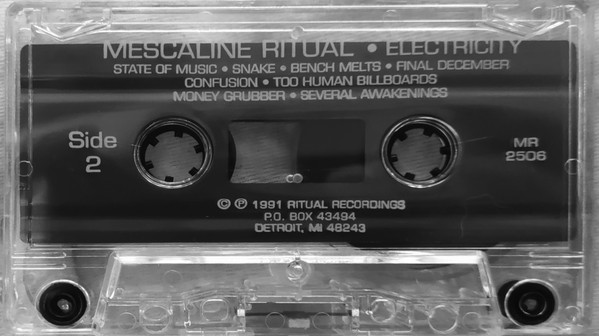 MESCALINE RITUAL • ELECTRICITY
STATE OF MUSIC • SNAKE • BENCH MELTS • FINAL DECEMBER
CONFUSION • TOO HUMAN BILLBOARDS
MONEY GRUBBER • SEVERAL AWAKENINGS
Side
2
MR
2506
© ℗ 1991 RITUAL RECORDINGS
P.O. BOX 43494
DETROIT, MI 48243